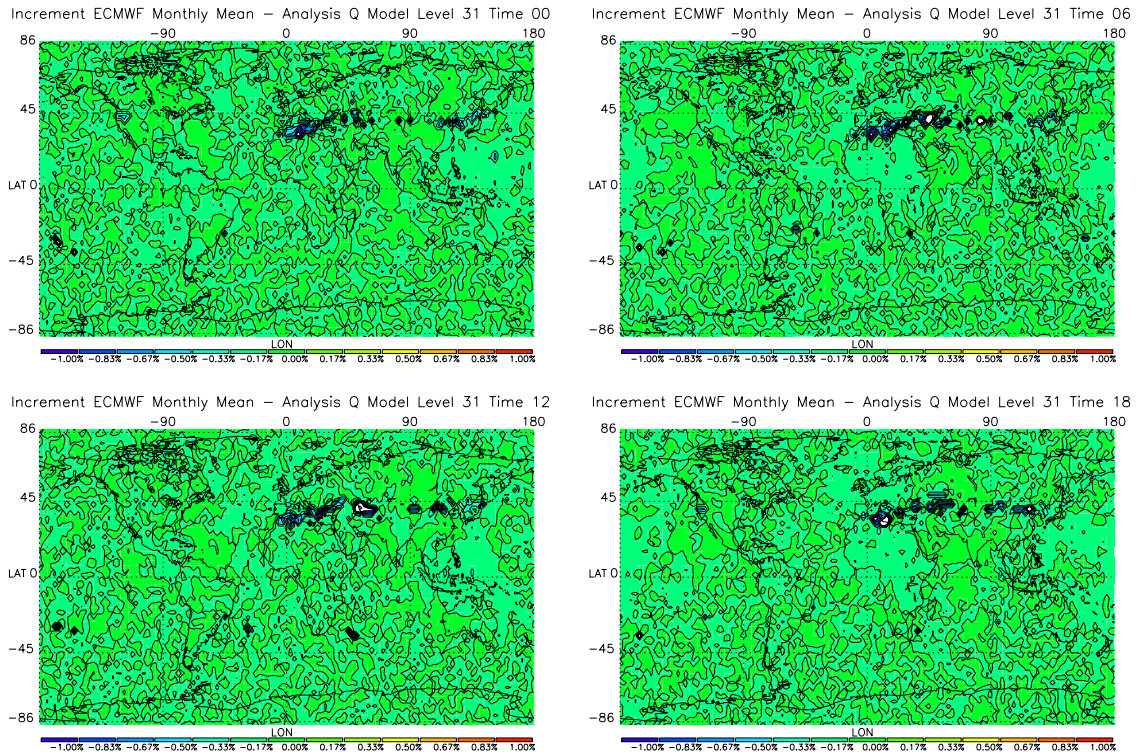 Increment ECMWF Monthly Mean − Analysis Q Model Level 31 Time 00
−90 0 90 180
86
45
LAT 0
−45
−86
LON
−1.00% −0.83% −0.67% −0.50% −0.33% −0.17% 0.00% 0.17% 0.33% 0.50% 0.67% 0.83% 1.00%
Increment ECMWF Monthly Mean − Analysis Q Model Level 31 Time 06
−90 0 90 180
86
45
LAT 0
−45
−86
LON
−1.00% −0.83% −0.67% −0.50% −0.33% −0.17% 0.00% 0.17% 0.33% 0.50% 0.67% 0.83% 1.00%
Increment ECMWF Monthly Mean − Analysis Q Model Level 31 Time 12
−90 0 90 180
86
45
LAT 0
−45
−86
LON
−1.00% −0.83% −0.67% −0.50% −0.33% −0.17% 0.00% 0.17% 0.33% 0.50% 0.67% 0.83% 1.00%
Increment ECMWF Monthly Mean − Analysis Q Model Level 31 Time 18
−90 0 90 180
86
45
LAT 0
−45
−86
LON
−1.00% −0.83% −0.67% −0.50% −0.33% −0.17% 0.00% 0.17% 0.33% 0.50% 0.67% 0.83% 1.00%